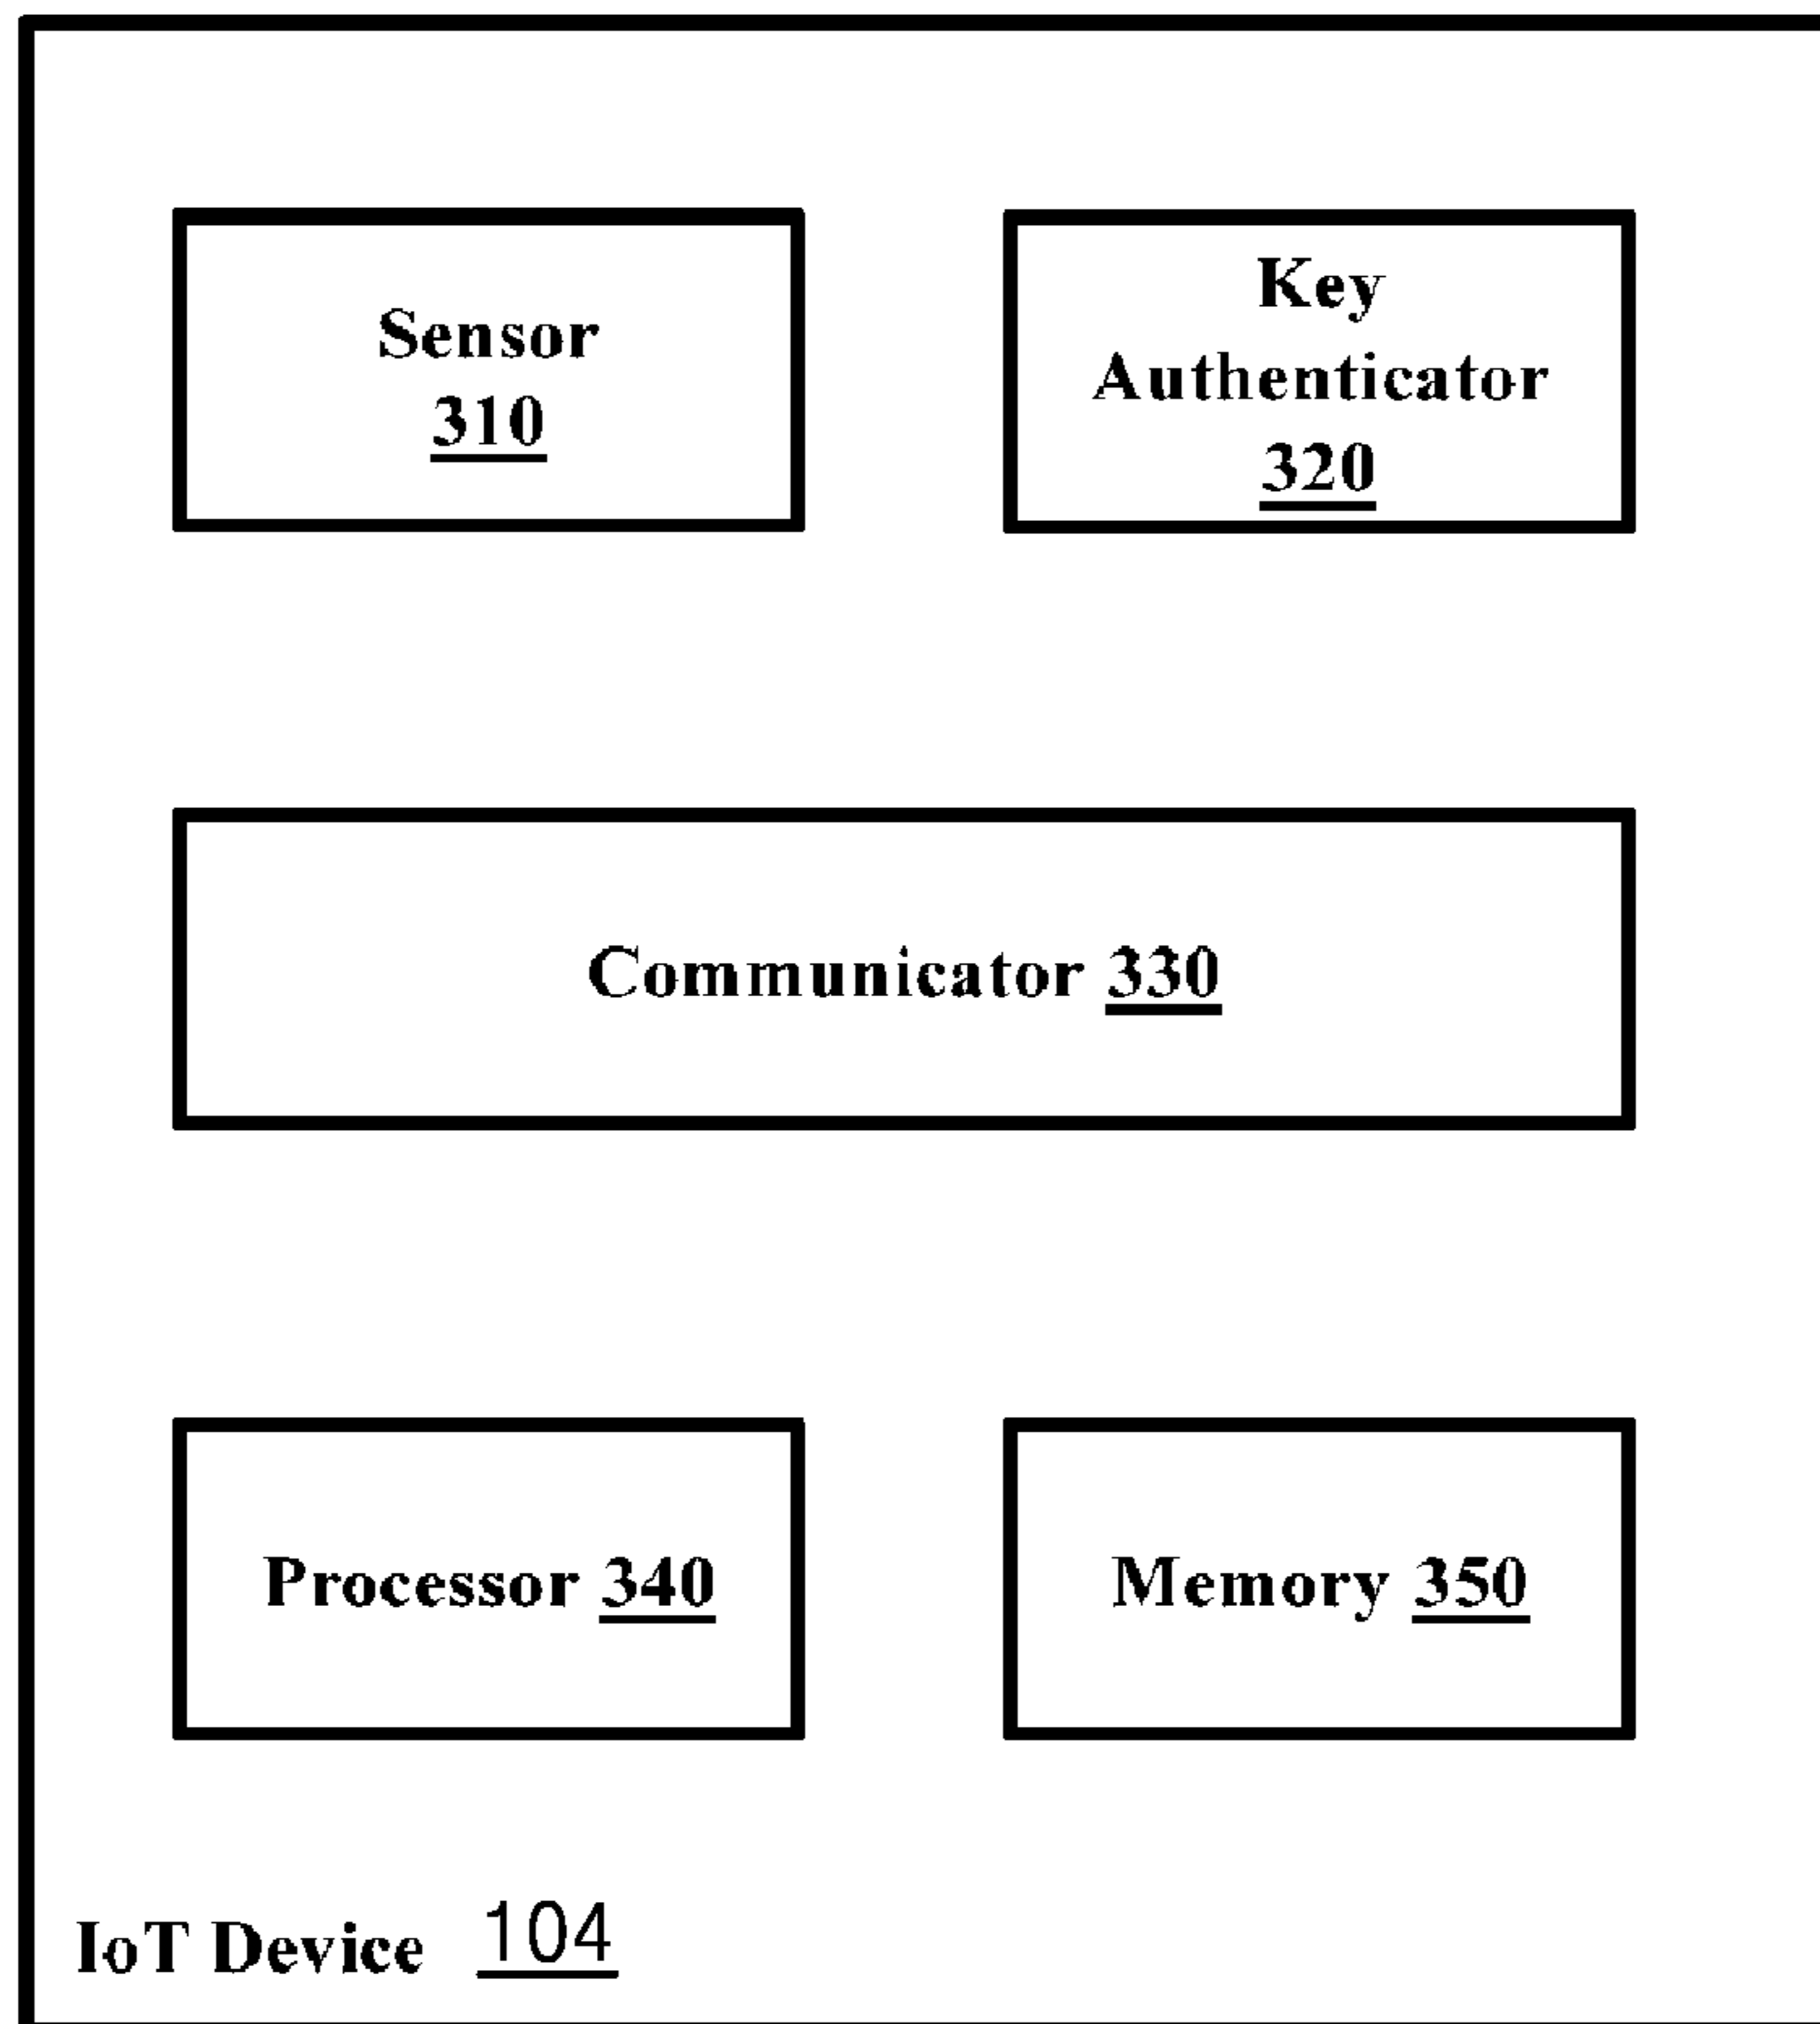 Sensor
310
Key
Authenticator
320
Communicator 330
Processor 340
Memory 350
IoT Device 104